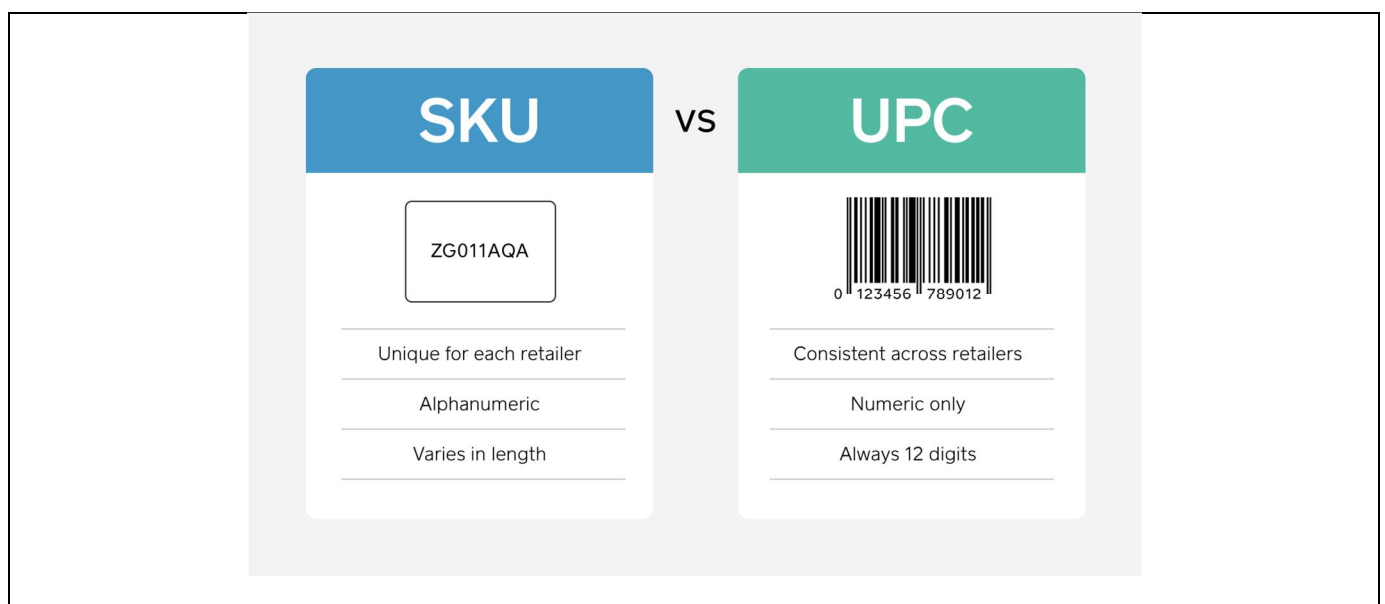 SKU
vs
UPC
ZG011AQA
0 123456 789012
Unique for each retailer
Consistent across retailers
Alphanumeric
Numeric only
Varies in length
Always 12 digits